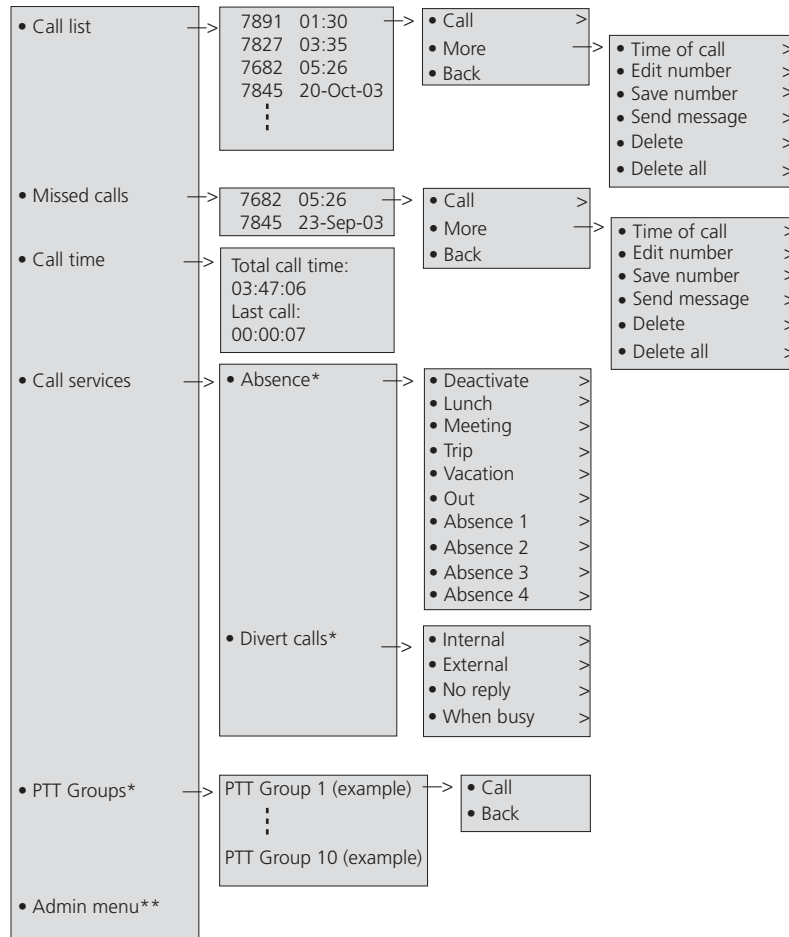 • Call list
7891 01:30
7827 03:35
7682 05:26
7845 20-Oct-03
• Call >
• More
• Back
• Time of call >
• Edit number >
• Save number >
• Send message >
• Delete >
• Delete all >
• Missed calls
7682 05:26
7845 23-Sep-03
• Call >
• More
• Back
• Time of call >
• Edit number >
• Save number >
• Send message >
• Delete >
• Delete all >
• Call time
Total call time:
03:47:06
Last call:
00:00:07
• Call services
• Absence*
• Deactivate >
• Lunch >
• Meeting >
• Trip >
• Vacation >
• Out >
• Absence 1 >
• Absence 2 >
• Absence 3 >
• Absence 4 >
• Divert calls*
• Internal >
• External >
• No reply >
• When busy >
• PTT Groups*
PTT Group 1 (example)
PTT Group 10 (example)
• Call
• Back
• Admin menu**